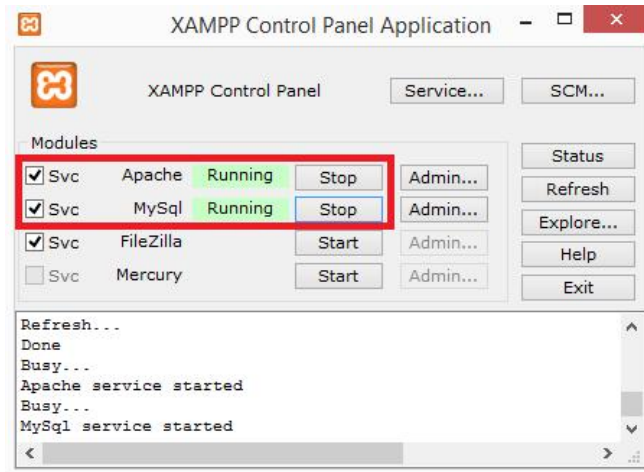 XAMPP Control Panel Application
XAMPP Control Panel Service... SCM...
Modules
Svc Apache Running Stop Admin...
Svc MySql Running Stop Admin...
Svc FileZilla Start Admin...
Svc Mercury Start Admin...
Status
Refresh
Explore...
Help
Exit
Refresh...
Done
Busy...
Apache service started
Busy...
MySql service started